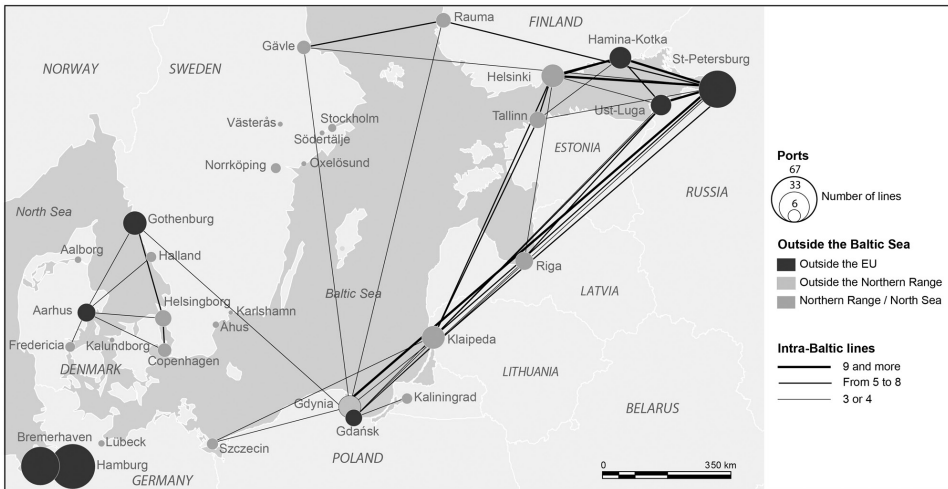 Rauma
FINLAND
Hamina-Kotka
St-Petersburg
Gävle
NORWAY
SWEDEN
Helsinki
Ust-Luga
Tallinn
Västerås
Stockholm
Södertälje
ESTONIA
Norrköping
Oxelösund
RUSSIA
North Sea
Gothenburg
Aalborg
Halland
Riga
LATVIA
Baltic Sea
Helsingborg
Karlshamn
Aarhus
Åhus
Fredericia
Kalundborg
Copenhagen
Klaipeda
DENMARK
LITHUANIA
Kaliningrad
Gdynia
Gdańsk
BELARUS
Bremerhaven
Lübeck
Szczecin
Hamburg
POLAND
GERMANY
0 350 km
Ports
67
33
6
Number of lines
Outside the Baltic Sea
Outside the EU
Outside the Northern Range
Northern Range / North Sea
Intra-Baltic lines
9 and more
From 5 to 8
3 or 4